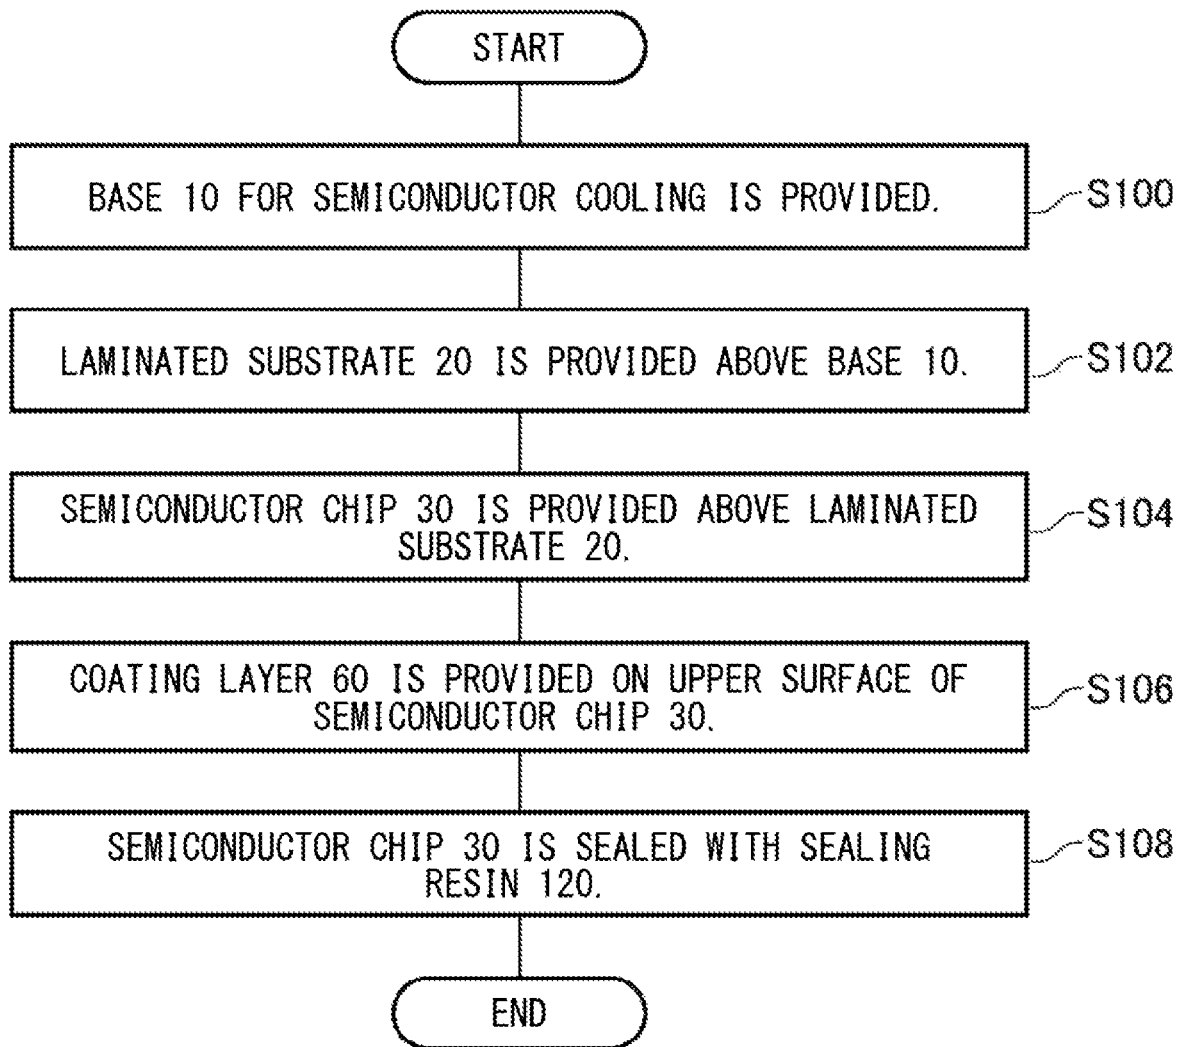 START
BASE 10 FOR SEMICONDUCTOR COOLING IS PROVIDED.
S100
LAMINATED SUBSTRATE 20 IS PROVIDED ABOVE BASE 10.
S102
SEMICONDUCTOR CHIP 30 IS PROVIDED ABOVE LAMINATED
SUBSTRATE 20.
S104
COATING LAYER 60 IS PROVIDED ON UPPER SURFACE OF
SEMICONDUCTOR CHIP 30.
S106
SEMICONDUCTOR CHIP 30 IS SEALED WITH SEALING
RESIN 120.
S108
END